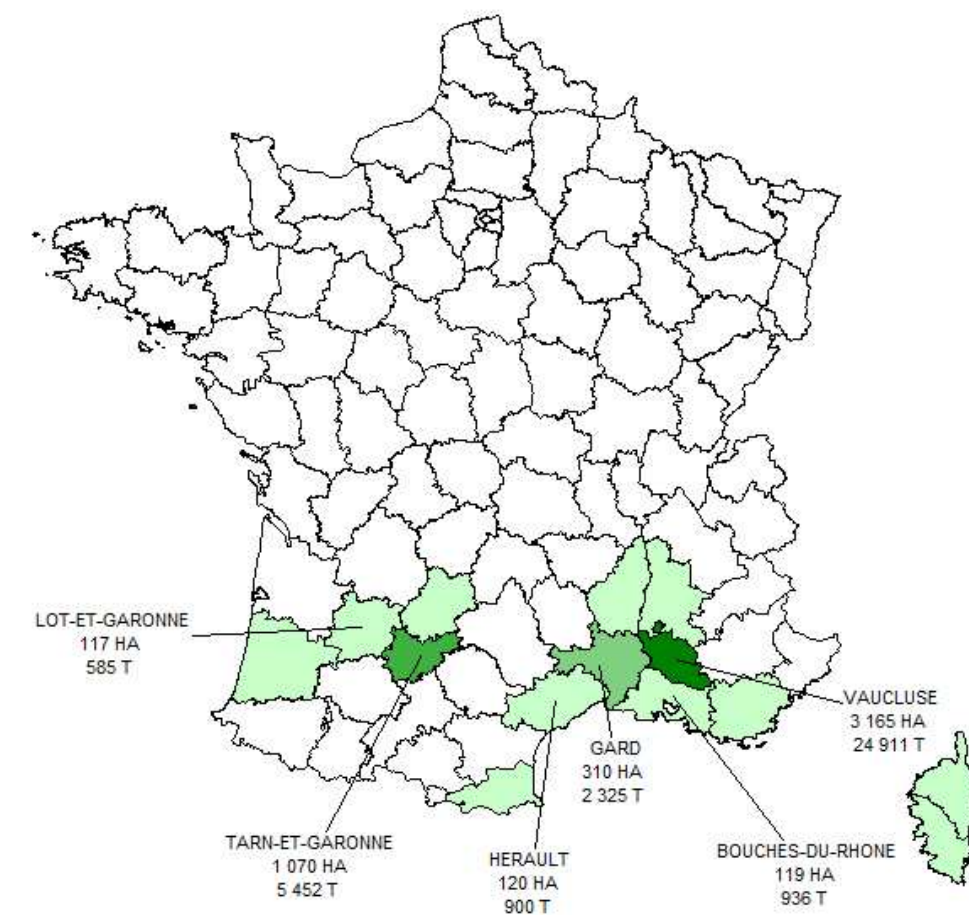 LOT-ET-GARONNE
117 HA
585 T
VAUCLUSE
3 165 HA
24 911 T
GARD
310 HA
2 325 T
TARN-ET-GARONNE
1 070 HA
5 452 T
HERAULT
120 HA
900 T
BOUCHES-DU-RHONE
119 HA
936 T